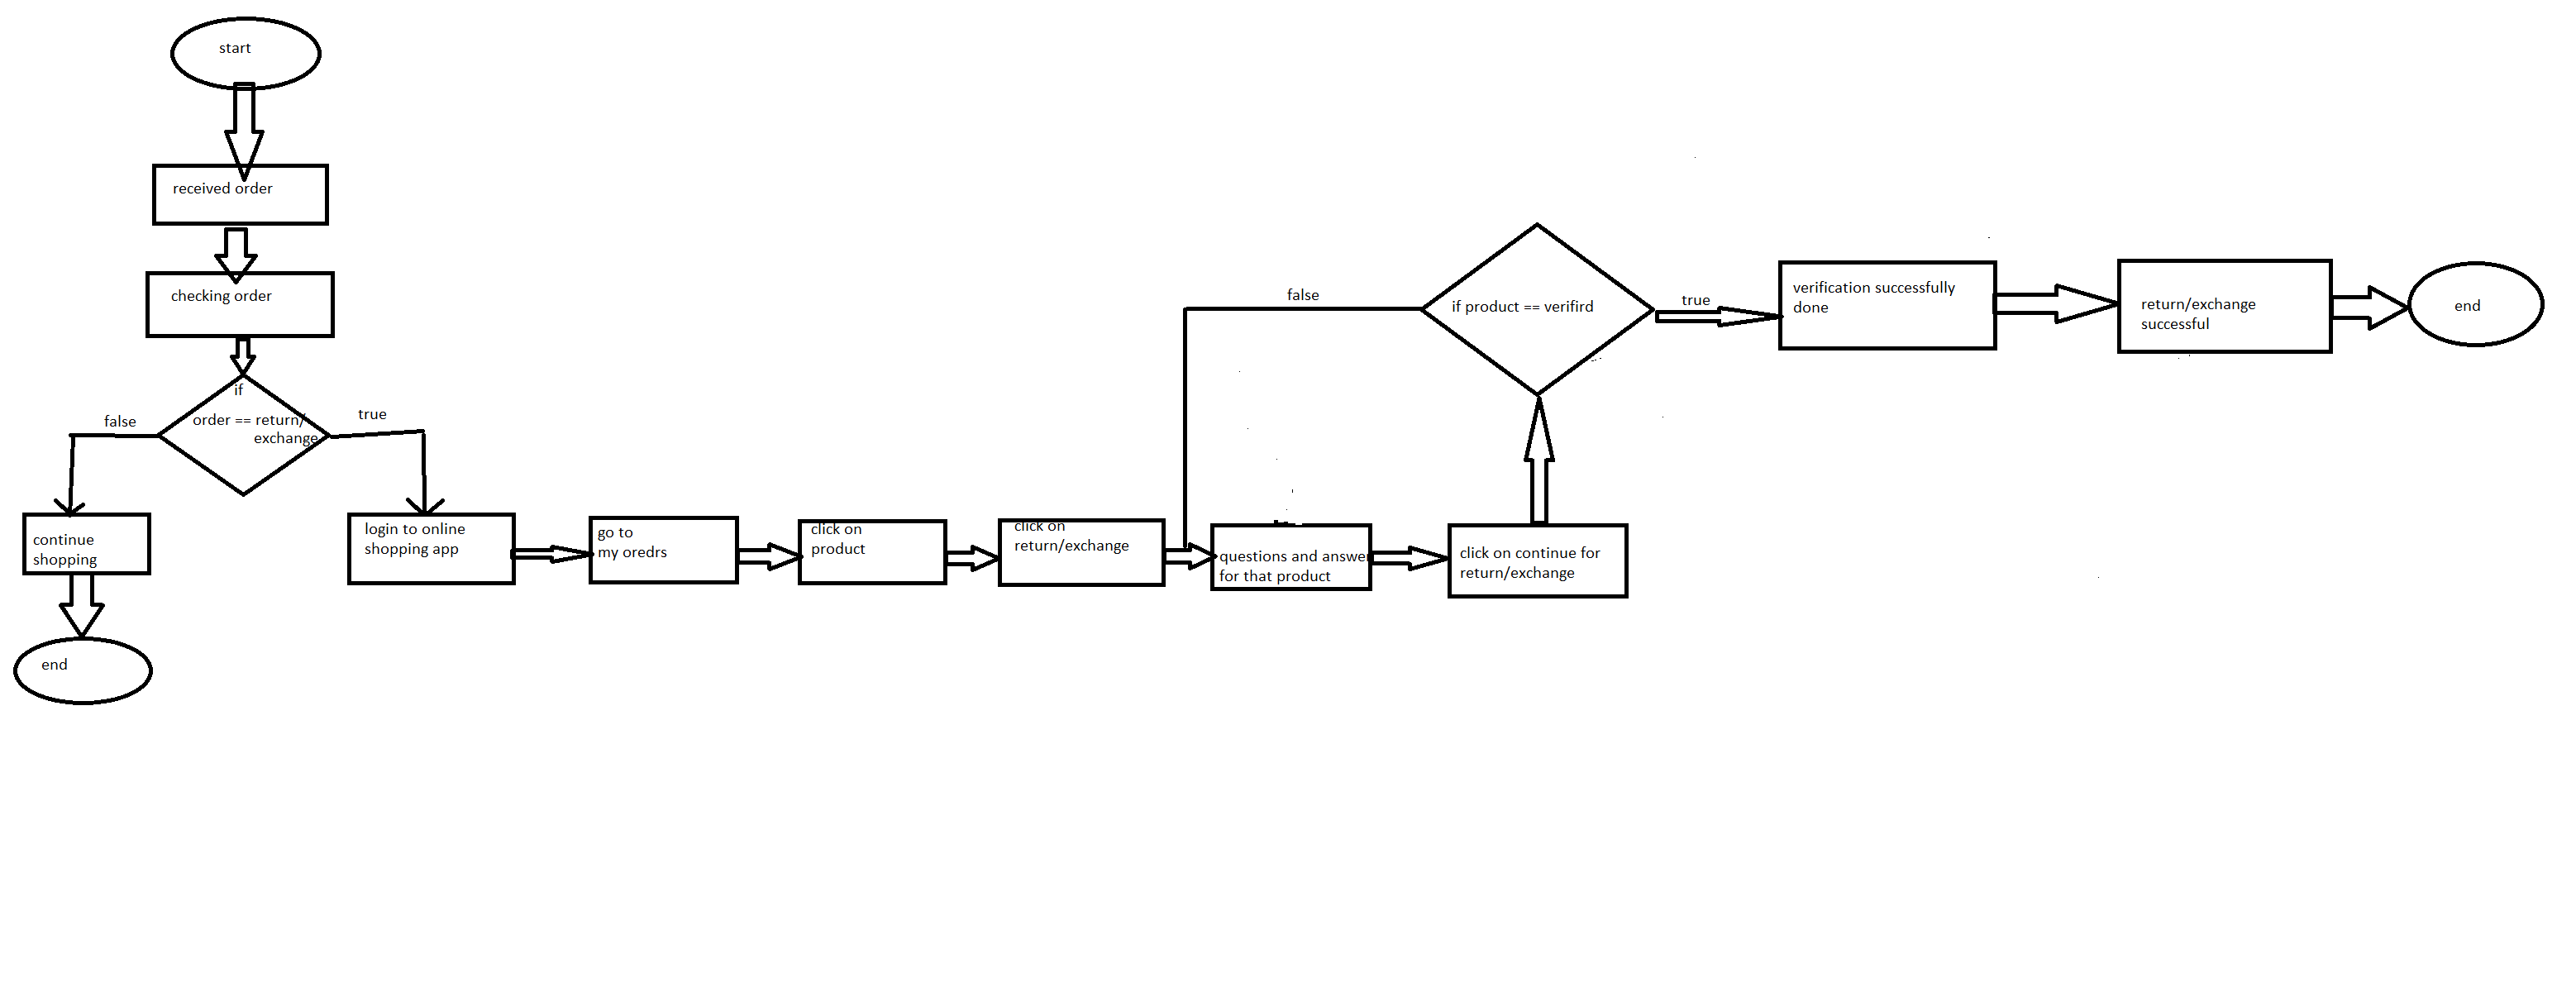 start
received order
checking order
if
order == return/
exchange
false
true
continue
shopping
end
login to online
shopping app
go to
my oredrs
click on
product
click on
return/exchange
questions and answer
for that product
click on continue for
return/exchange
if product == verifird
false
true
verification successfully
done
return/exchange
successful
end